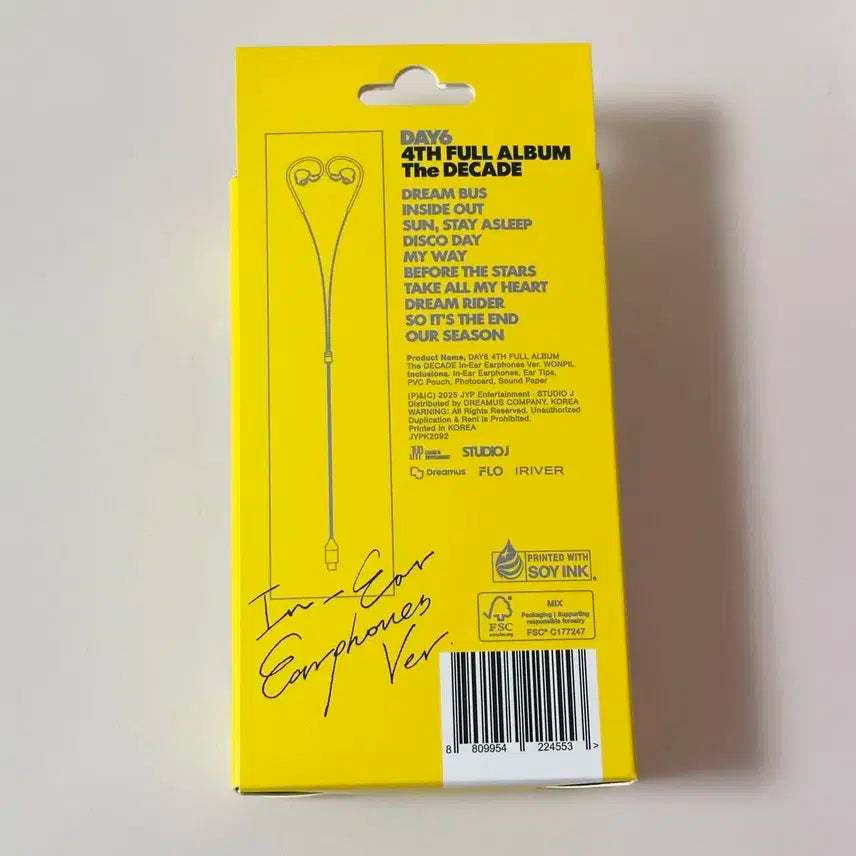 DAY6
4TH FULL ALBUM
The DECADE
DREAM BUS
INSIDE OUT
SUN, STAY ASLEEP
DISCO DAY
MY WAY
BEFORE THE STARS
TAKE ALL MY HEART
DREAM RIDER
SO IT'S THE END
OUR SEASON
Product Name, DAY6 4TH FULL ALBUM
The DECADE In-Ear Earphones Ver. WONPIL
Inclusions, In-Ear Earphones, Ear Tips,
PVC Pouch, Photocard, Sound Paper
(P)&(C) 2025 JYP Entertainment · STUDIO J
Distributed by DREAMUS COMPANY, KOREA
WARNING: All Rights Reserved. Unauthorized
Duplication & Rent is Prohibited.
Printed in KOREA
JYPK2092
JYP STUDIO J
Dreamus FLO IRIVER
PRINTED WITH
SOY INK
In-Ear
Earphones
Ver.
FSC
MIX
Packaging | Supporting
responsible forestry
FSC® C177247
8 809954 224553 >